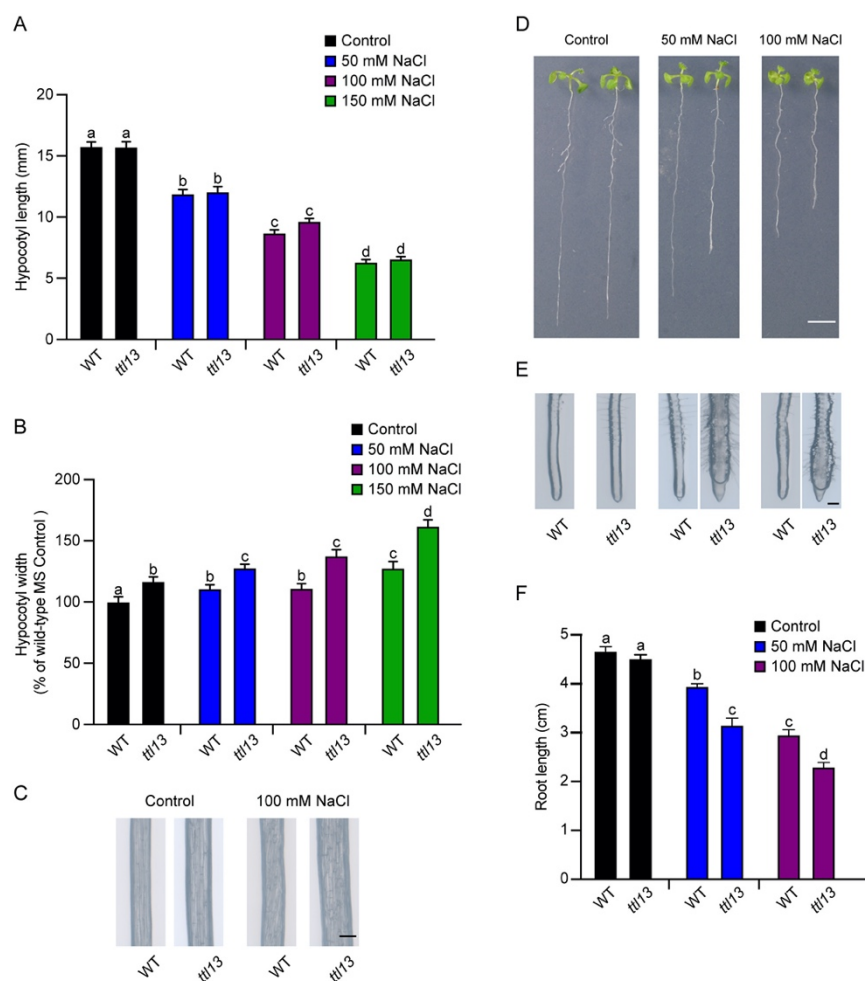 A
Control
50 mM NaCl
100 mM NaCl
150 mM NaCl
Hypocotyl length (mm)
20
15
10
5
0
a a b b c c d d
WT ttl13 WT ttl13 WT ttl13 WT ttl13
B
Control
50 mM NaCl
100 mM NaCl
150 mM NaCl
Hypocotyl width
(% of wild-type MS Control )
200
150
100
50
0
a b b c b c c d
WT ttl13 WT ttl13 WT ttl13 WT ttl13
C
Control 100 mM NaCl
WT ttl13 WT ttl13
D
Control 50 mM NaCl 100 mM NaCl
E
WT ttl13 WT ttl13 WT ttl13
F
Control
50 mM NaCl
100 mM NaCl
Root length (cm)
5
4
3
2
1
0
a a b c c d
WT ttl13 WT ttl13 WT ttl13